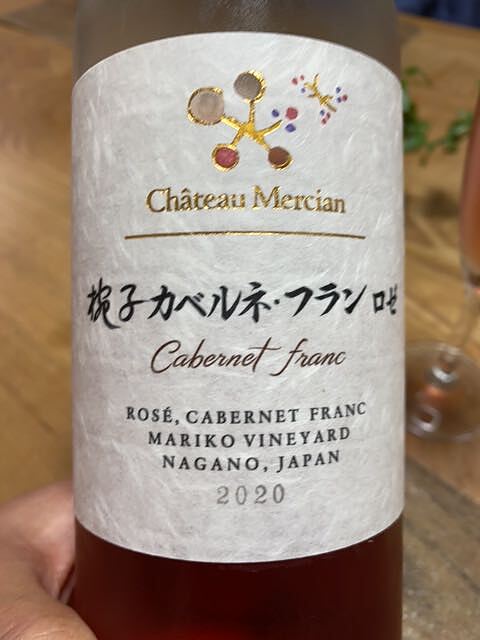 Château Mercian
椀子カベルネ・フラン ロゼ
Cabernet franc
ROSÉ, CABERNET FRANC
MARIKO VINEYARD
NAGANO, JAPAN
2020